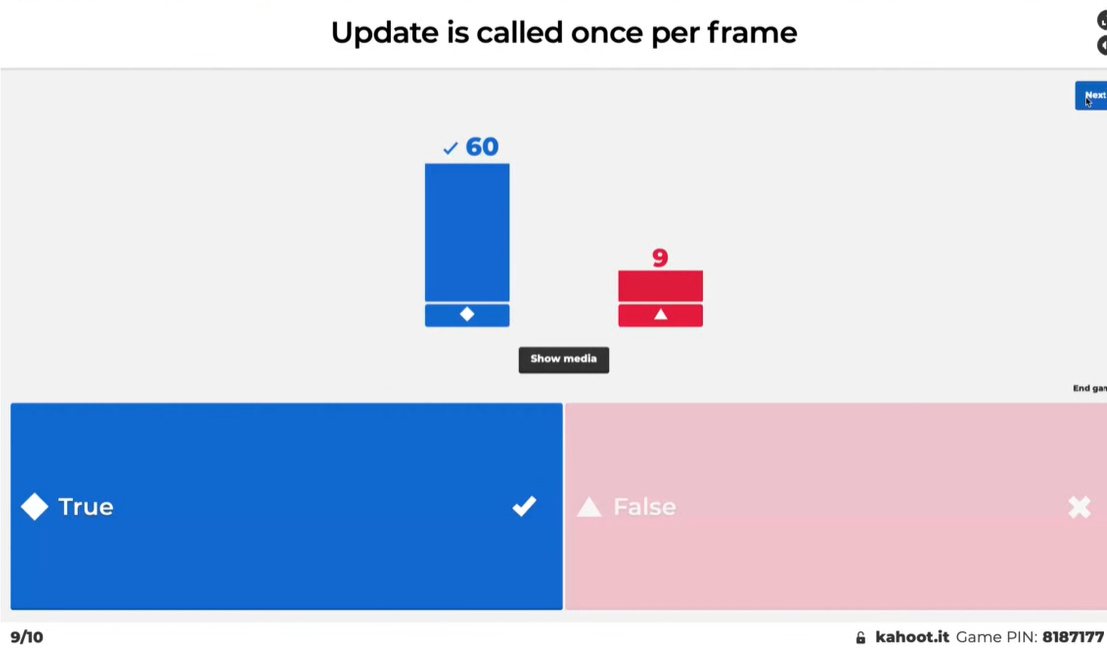 Update is called once per frame
Next
60
9
Show media
End gam
True
False
9/10
kahoot.it Game PIN: 8187177